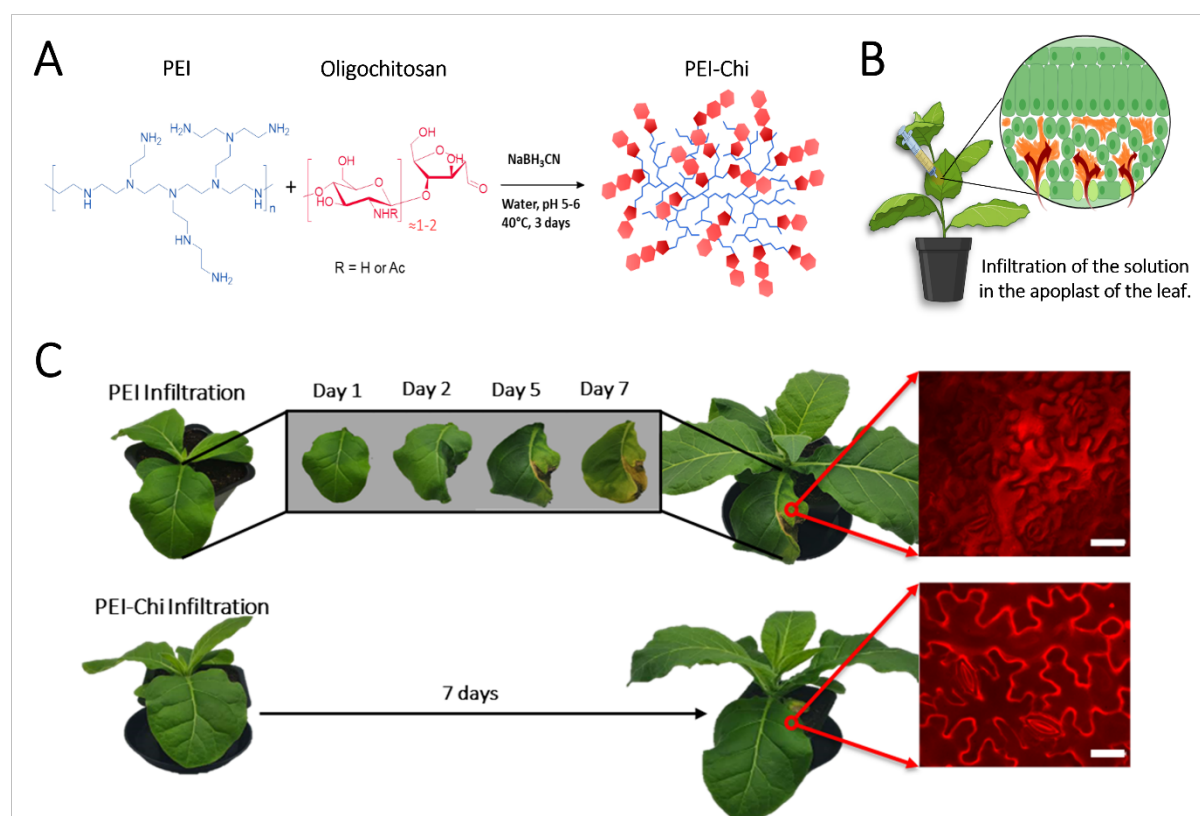 A
PEI
Oligochitosan
PEI-Chi
NH₂
H₂N
NH₂
N
N
N
N
H
N
N
H
n
HN
NH₂
+
OH
O
HO
OH
NHR
≈1-2
OH
O
OH
O
O
R = H or Ac
NaBH₃CN
Water, pH 5-6
40°C, 3 days
B
Infiltration of the solution
in the apoplast of the leaf.
C
PEI Infiltration
Day 1
Day 2
Day 5
Day 7
PEI-Chi Infiltration
7 days